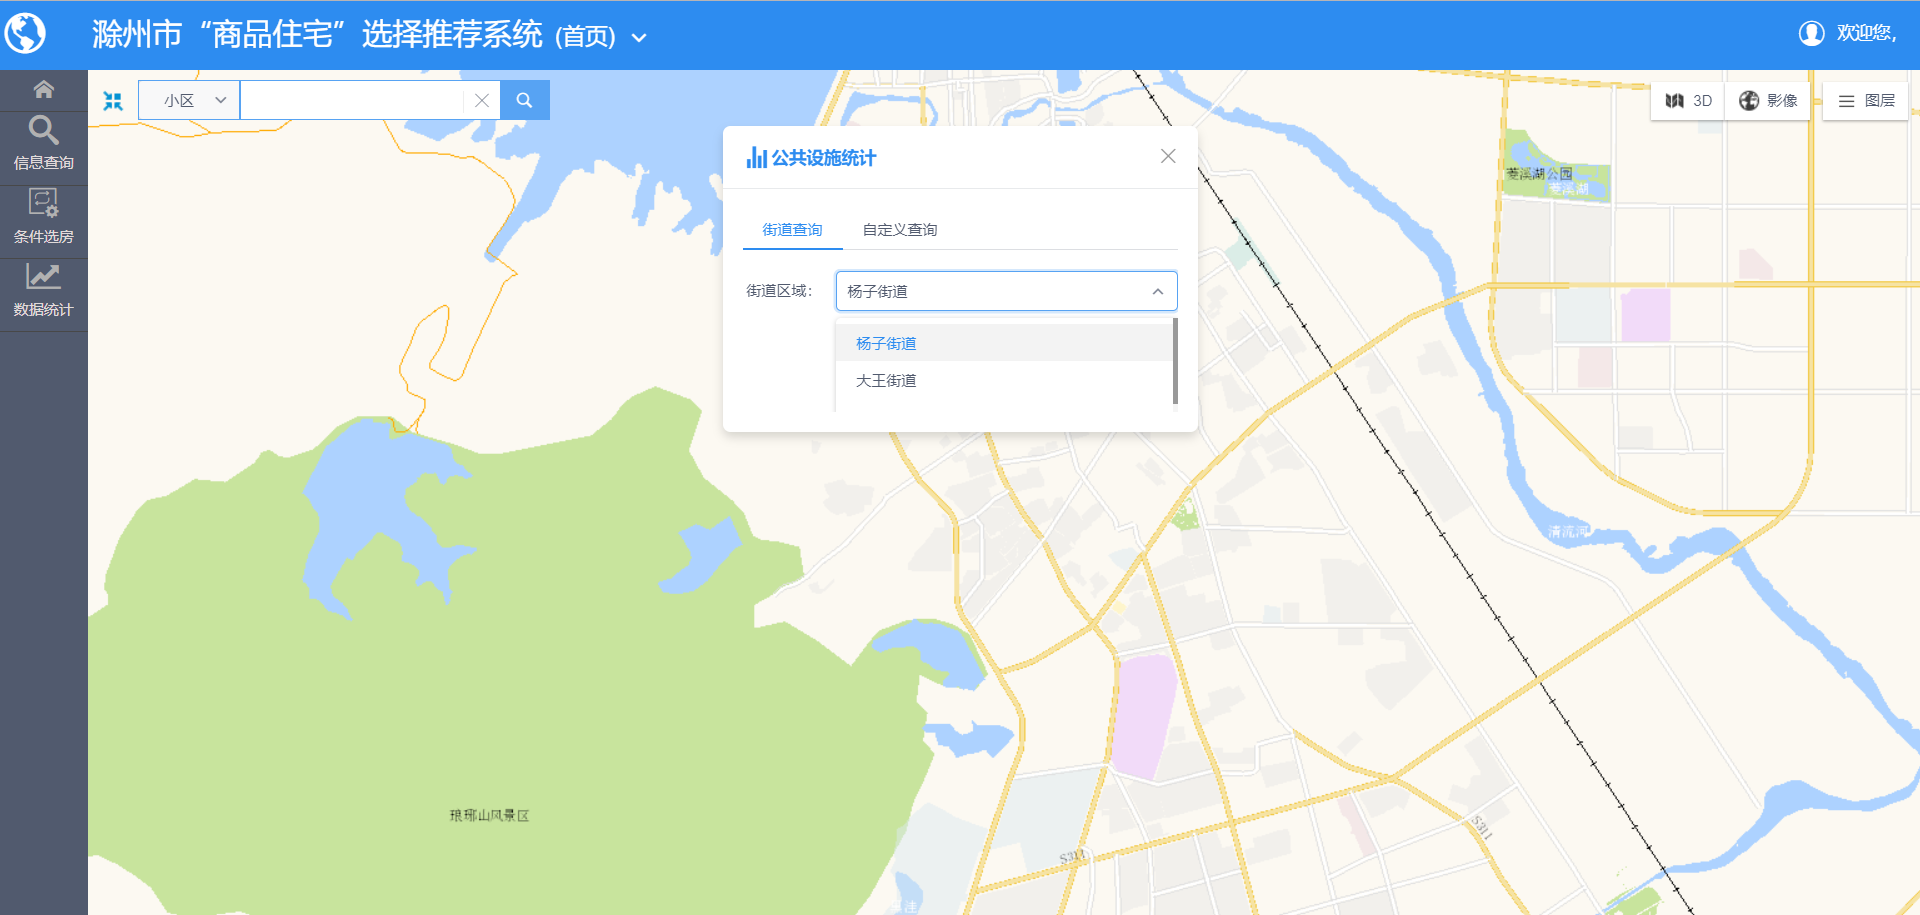 滁州市“商品住宅”选择推荐系统 (首页)
欢迎您,
小区
3D
影像
图层
信息查询
条件选房
数据统计
公共设施统计
街道查询
自定义查询
街道区域：
杨子街道
杨子街道
大王街道
菱溪湖公园
菱溪湖
清流河
琅琊山风景区
S311
S311
洼